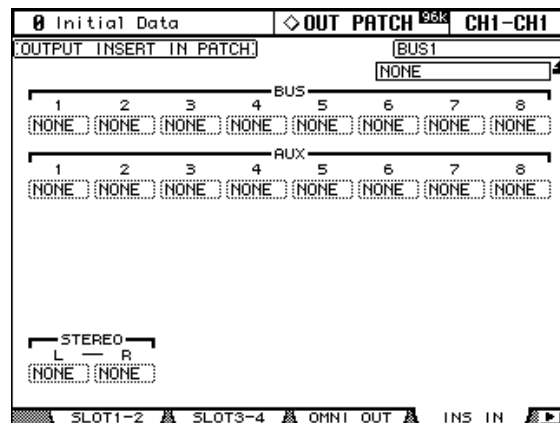 0 Initial Data ◇OUT PATCH 96k CH1-CH1
OUTPUT INSERT IN PATCH BUS1
NONE
BUS
1 2 3 4 5 6 7 8
NONE NONE NONE NONE NONE NONE NONE NONE
AUX
1 2 3 4 5 6 7 8
NONE NONE NONE NONE NONE NONE NONE NONE
STEREO
L — R
NONE NONE
SLOT1-2 SLOT3-4 OMNI OUT INS IN